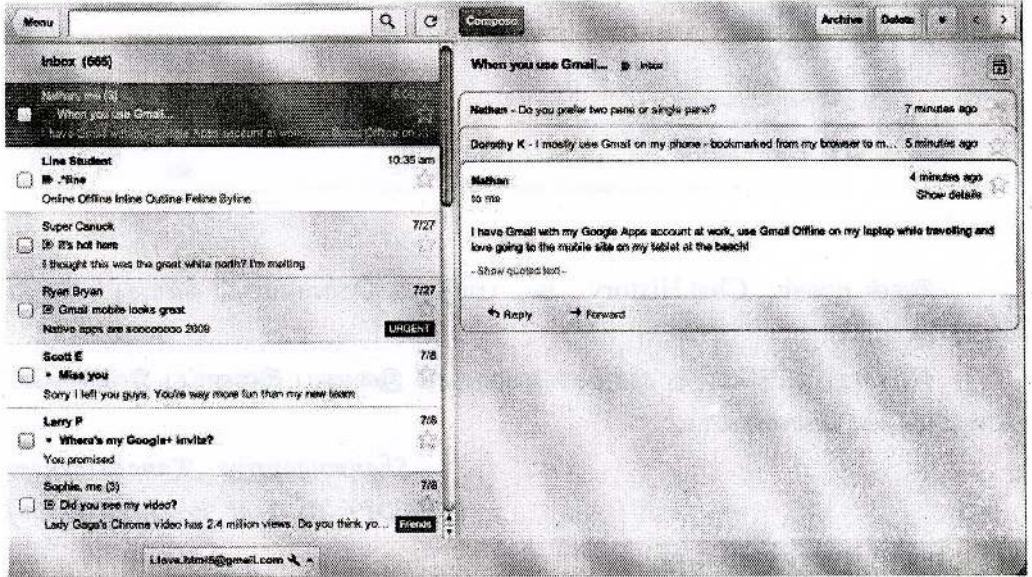 Menu
Inbox (665)
Nathan, me (3)
When you use Gmail...
Line Student 10:35 am
.*line
Online Offline Inline Outline Feline Byline
Super Canuck 7/27
It's hot here
I thought this was the great white north? I'm melting
Ryan Bryan 7/27
Gmail mobile looks great
Native apps are soooooooo 2009
URGENT
Scott E 7/8
Miss you
Sorry I left you guys. You're way more fun than my new team
Larry P 7/8
Where's my Google+ invite?
You promised
Sophie, me (3) 7/8
Did you see my video?
Lady Gaga's Chrome video has 2.4 million views. Do you think yo... Friends
i.love.html5@gmail.com
Compose Archive Delete
When you use Gmail... Inbox
Nathan - Do you prefer two pane or single pane? 7 minutes ago
Dorothy K - I mostly use Gmail on my phone - bookmarked from my browser to m... 5 minutes ago
Nathan 4 minutes ago
to me Show details
I have Gmail with my Google Apps account at work, use Gmail Offline on my laptop while travelling and
love going to the mobile site on my tablet at the beach!
- Show quoted text -
Reply Forward